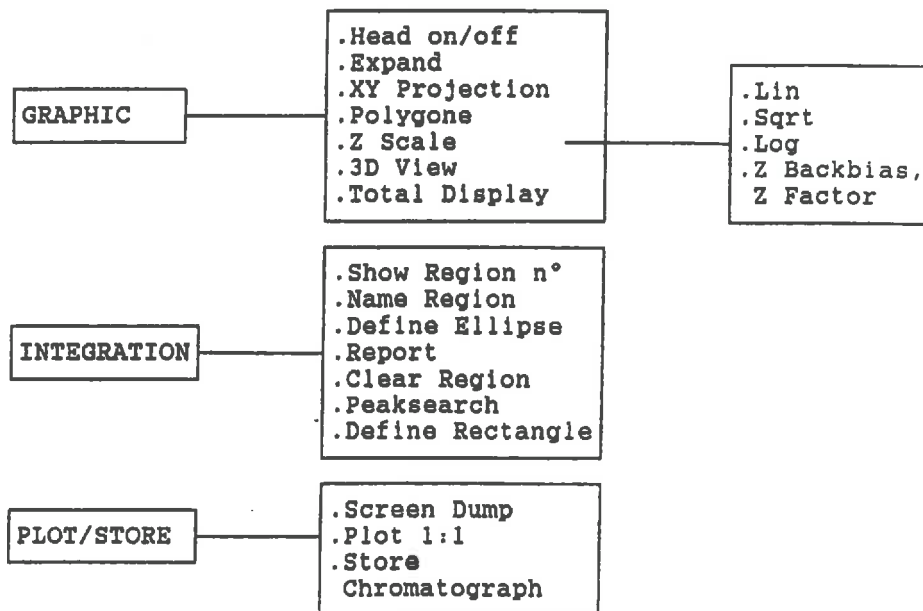 GRAPHIC
.Head on/off
.Expand
.XY Projection
.Polygone
.Z Scale
.3D View
.Total Display
.Lin
.Sqrt
.Log
.Z Backbias,
Z Factor
INTEGRATION
.Show Region n°
.Name Region
.Define Ellipse
.Report
.Clear Region
.Peaksearch
.Define Rectangle
PLOT/STORE
.Screen Dump
.Plot 1:1
.Store
Chromatograph